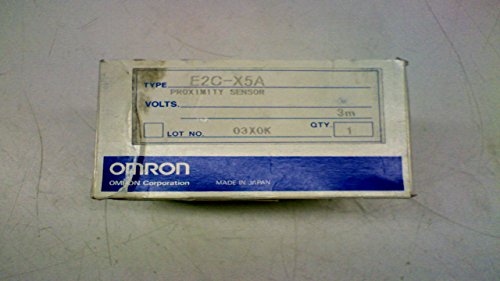 TYPE E2C-X5A
PROXIMITY SENSOR
VOLTS.
3m
LOT NO. 03X0K QTY. 1
OMRON
OMRON Corporation MADE IN JAPAN